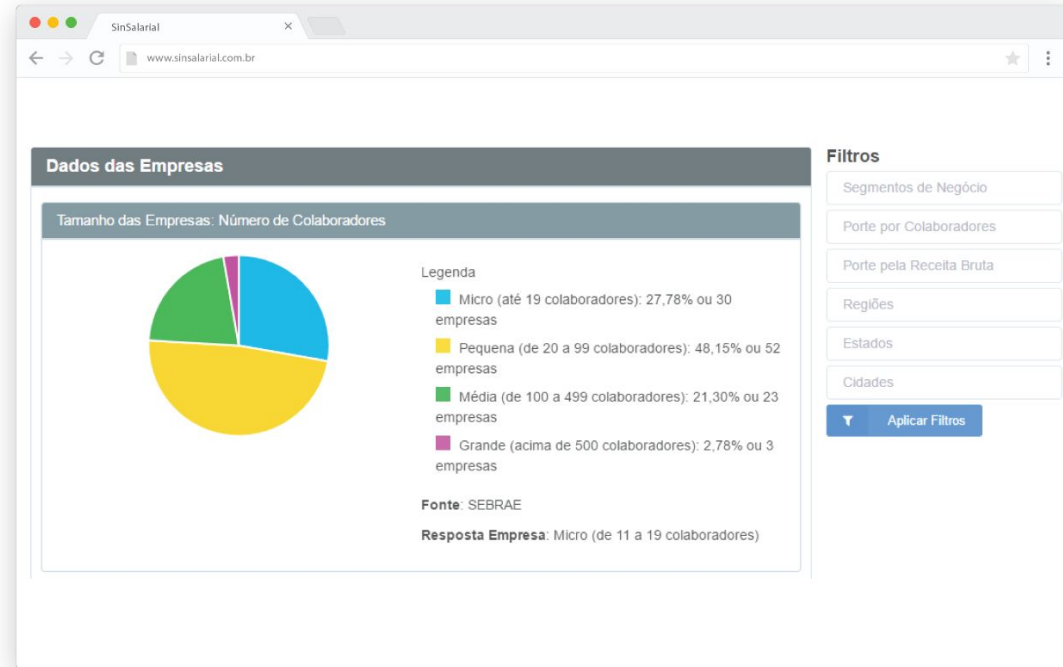 SinSalarial
www.sinsalarial.com.br
Dados das Empresas
Tamanho das Empresas: Número de Colaboradores
Legenda
Micro (até 19 colaboradores): 27,78% ou 30
empresas
Pequena (de 20 a 99 colaboradores): 48,15% ou 52
empresas
Média (de 100 a 499 colaboradores): 21,30% ou 23
empresas
Grande (acima de 500 colaboradores): 2,78% ou 3
empresas
Fonte: SEBRAE
Resposta Empresa: Micro (de 11 a 19 colaboradores)
Filtros
Segmentos de Negócio
Porte por Colaboradores
Porte pela Receita Bruta
Regiões
Estados
Cidades
Aplicar Filtros